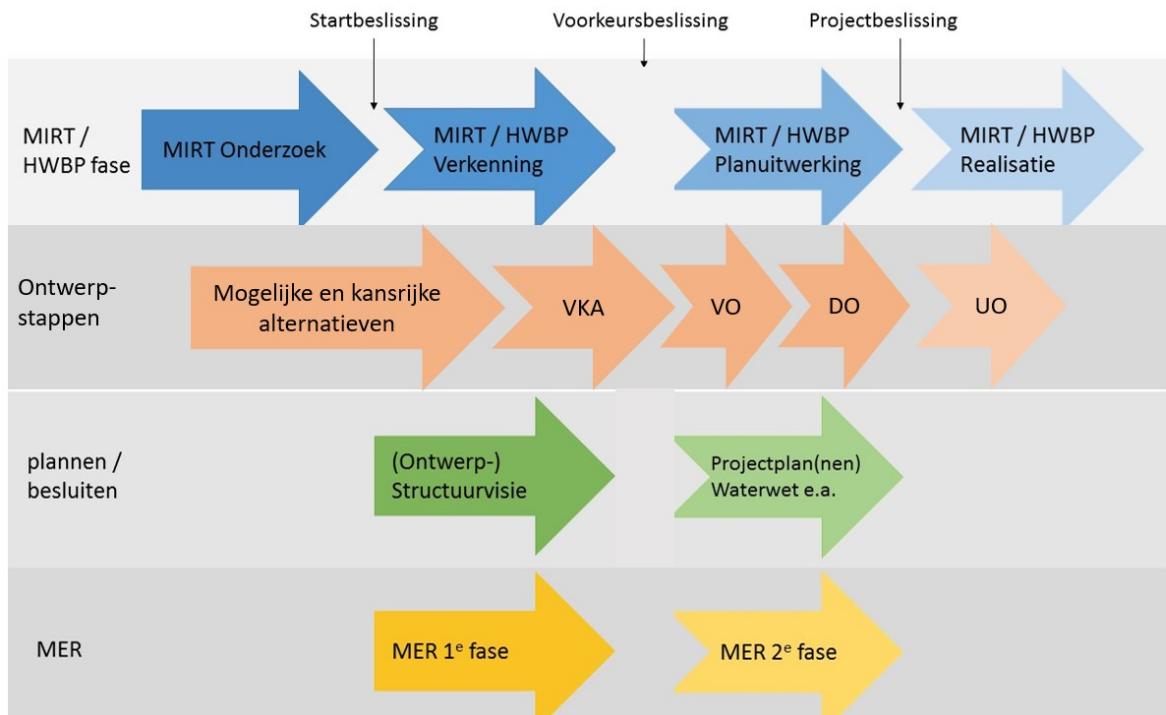 Startbeslissing
Voorkeursbeslissing
Projectbeslissing
MIRT /
HWBP fase
MIRT Onderzoek
MIRT / HWBP
Verkenning
MIRT / HWBP
Planuitwerking
MIRT / HWBP
Realisatie
Ontwerp-
stappen
Mogelijke en kansrijke
alternatieven
VKA
VO
DO
UO
plannen /
besluiten
(Ontwerp-)
Structuurvisie
Projectplan(nen)
Waterwet e.a.
MER
MER 1e fase
MER 2e fase